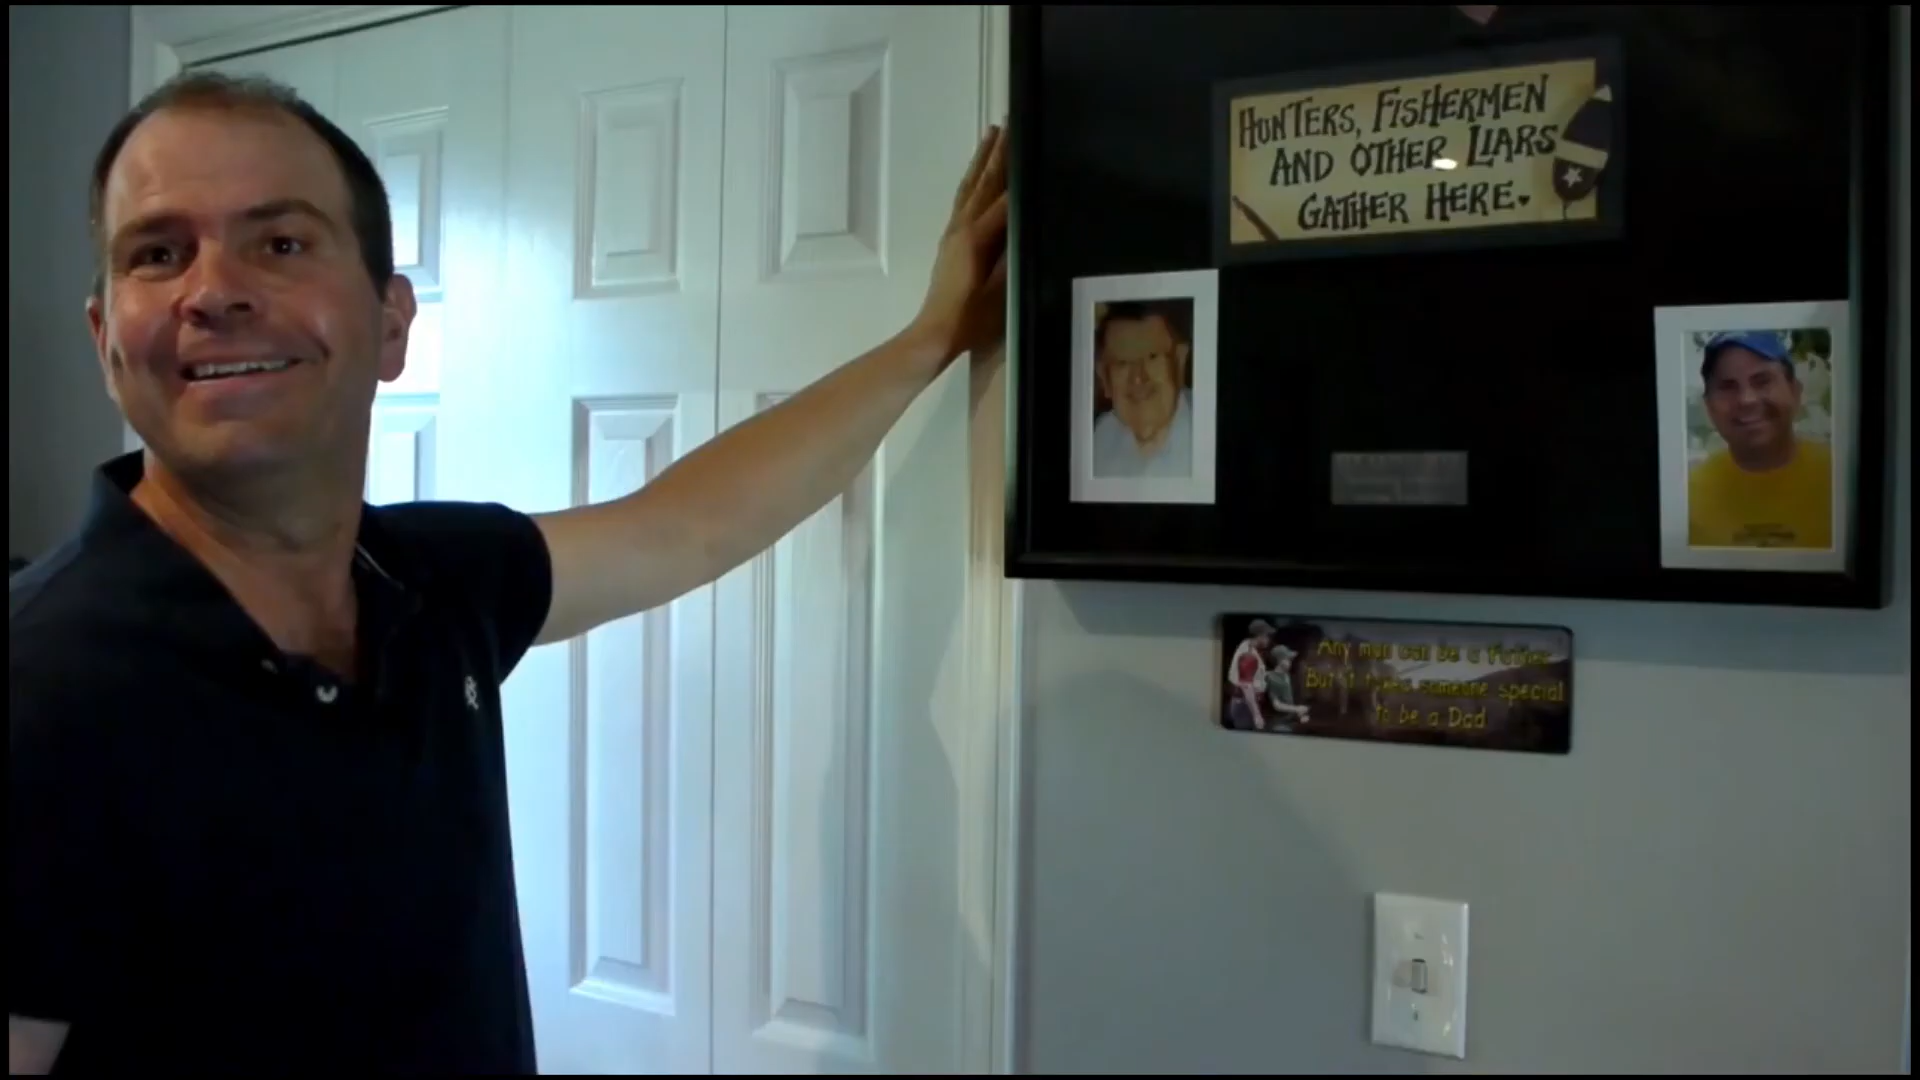 HUNTERS, FISHERMEN
AND OTHER LIARS
GATHER HERE.
Any man can be a Father
But it takes someone special
to be a Dad